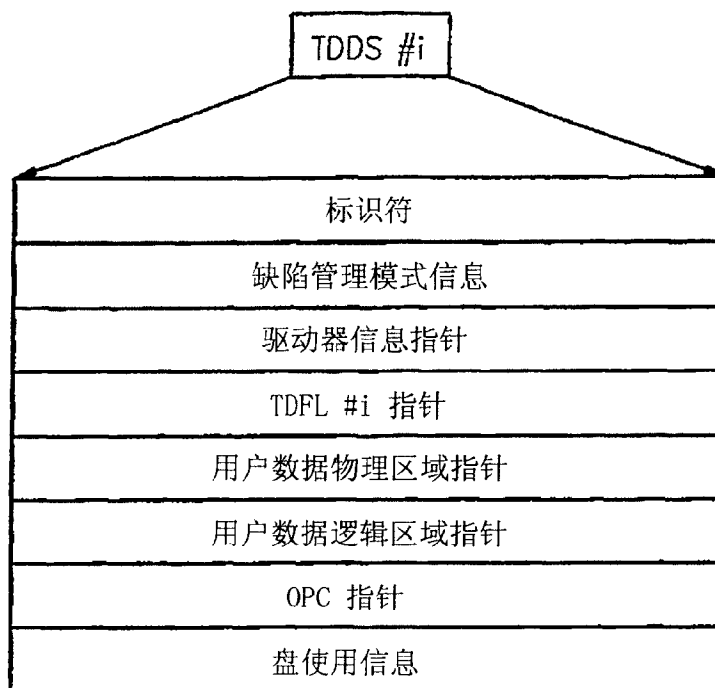 TDDS #i
标识符
缺陷管理模式信息
驱动器信息指针
TDFL #i 指针
用户数据物理区域指针
用户数据逻辑区域指针
OPC 指针
盘使用信息